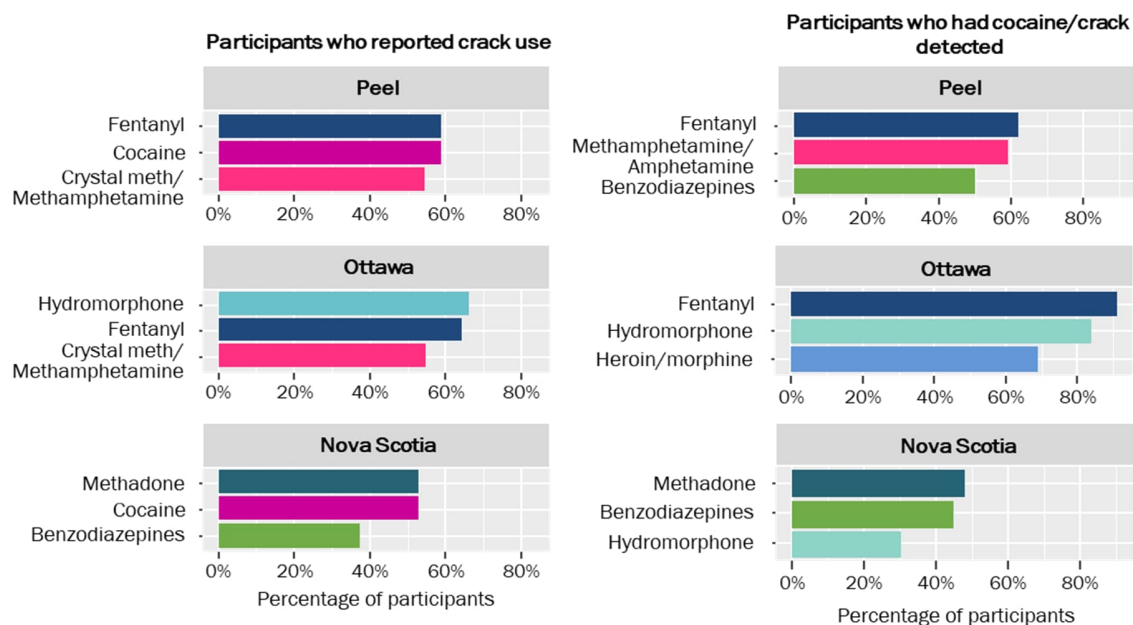 Participants who reported crack use
Peel
Fentanyl
Cocaine
Crystal meth/
Methamphetamine
0% 20% 40% 60% 80%
Ottawa
Hydromorphone
Fentanyl
Crystal meth/
Methamphetamine
0% 20% 40% 60% 80%
Nova Scotia
Methadone
Cocaine
Benzodiazepines
0% 20% 40% 60% 80%
Percentage of participants
Participants who had cocaine/crack
detected
Peel
Fentanyl
Methamphetamine/
Amphetamine
Benzodiazepines
0% 20% 40% 60% 80%
Ottawa
Fentanyl
Hydromorphone
Heroin/morphine
0% 20% 40% 60% 80%
Nova Scotia
Methadone
Benzodiazepines
Hydromorphone
0% 20% 40% 60% 80%
Percentage of participants